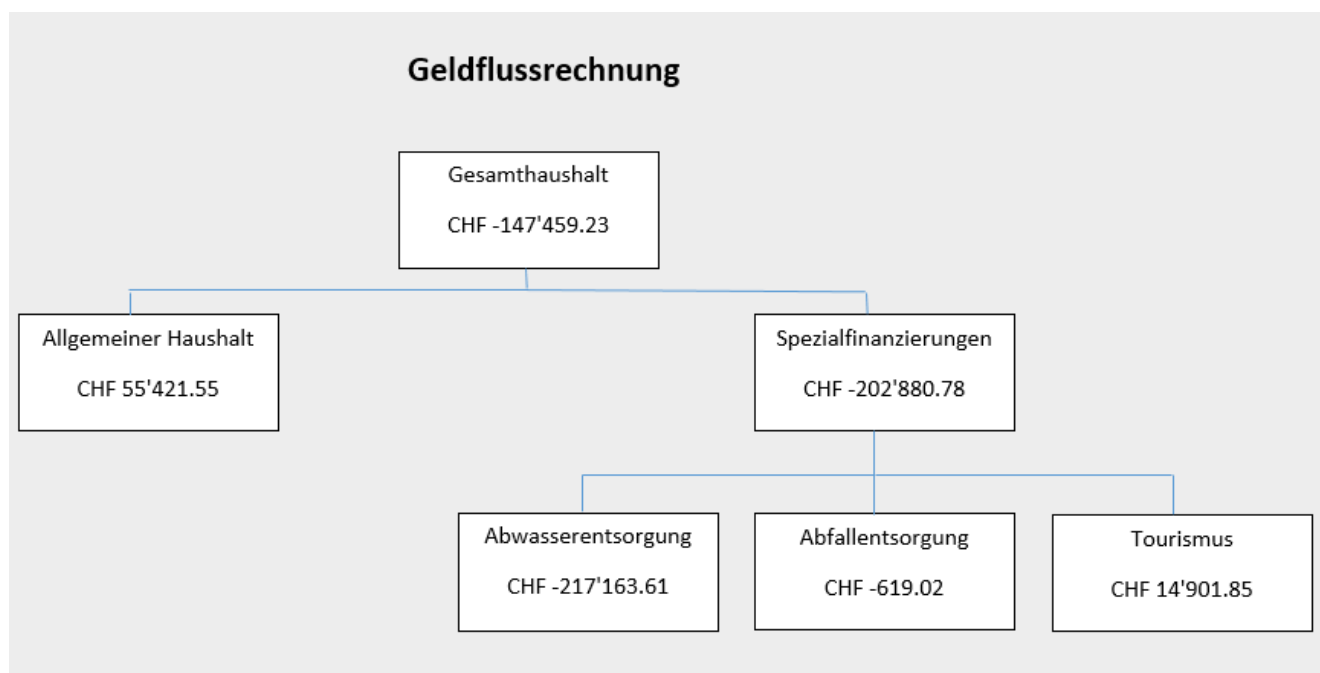 Geldflussrechnung
Gesamthaushalt
CHF -147'459.23
Allgemeiner Haushalt
CHF 55'421.55
Spezialfinanzierungen
CHF -202'880.78
Abwasserentsorgung
CHF -217'163.61
Abfallentsorgung
CHF -619.02
Tourismus
CHF 14'901.85